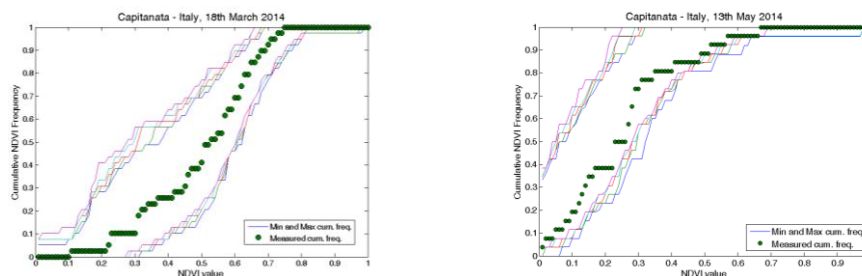 Capitanata - Italy, 18th March 2014
Cumulative NDVI Frequency
1
0.9
0.8
0.7
0.6
0.5
0.4
0.3
0.2
0.1
0
0 0.1 0.2 0.3 0.4 0.5 0.6 0.7 0.8 0.9 1
NDVI value
Min and Max cum. freq.
Measured cum. freq.
Capitanata - Italy, 13th May 2014
Cumulative NDVI Frequency
1
0.9
0.8
0.7
0.6
0.5
0.4
0.3
0.2
0.1
0
0 0.1 0.2 0.3 0.4 0.5 0.6 0.7 0.8 0.9
NDVI value
Min and Max cum. freq
Measured cum. freq.